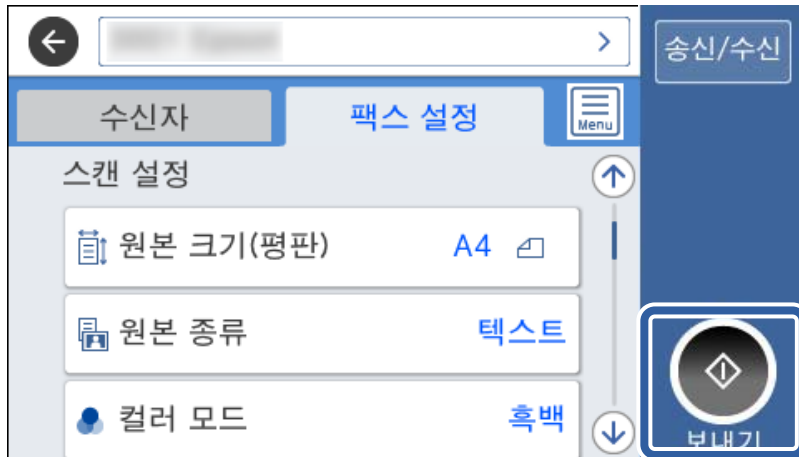 송신/수신
수신자
팩스 설정
Menu
스캔 설정
원본 크기(평판) A4
원본 종류 텍스트
컬러 모드 흑백
보내기